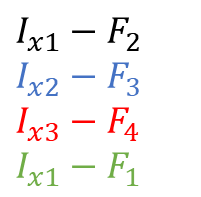 I_{x1} − F_2
I_{x2} − F_3
I_{x3} − F_4
I_{x1} − F_1